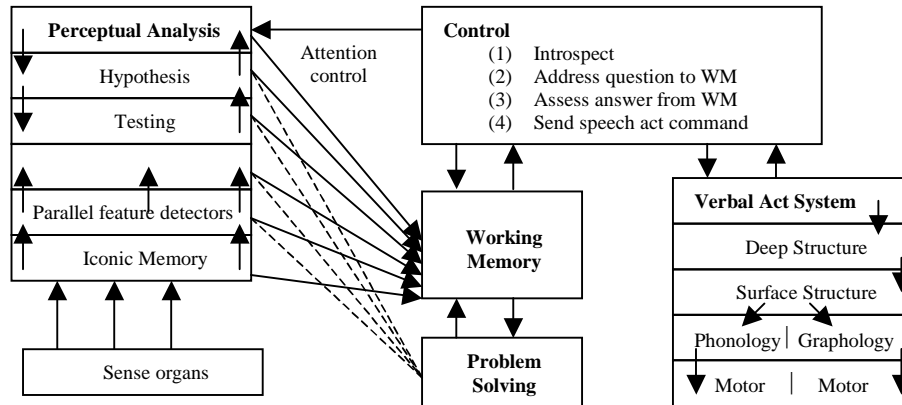 Perceptual Analysis
Hypothesis
Testing
Parallel feature detectors
Iconic Memory
Sense organs
Attention
control
Control
(1) Introspect
(2) Address question to WM
(3) Assess answer from WM
(4) Send speech act command
Working
Memory
Problem
Solving
Verbal Act System
Deep Structure
Surface Structure
Phonology | Graphology
Motor | Motor